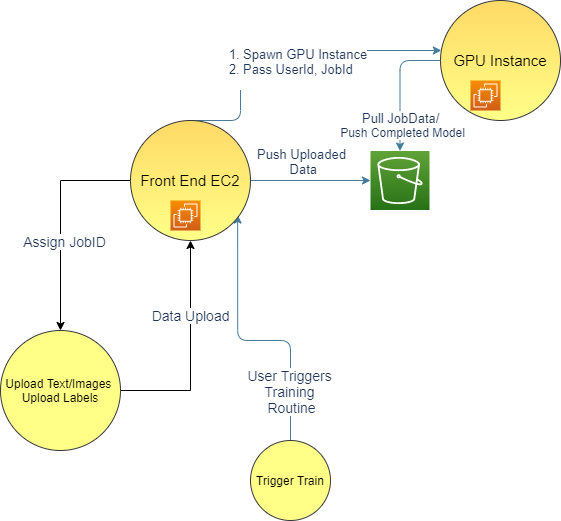 1. Spawn GPU Instance
2. Pass UserId, JobId
GPU Instance
Pull JobData/
Push Completed Model
Push Uploaded
Data
Front End EC2
Assign JobID
Data Upload
Upload Text/Images
Upload Labels
User Triggers
Training
Routine
Trigger Train